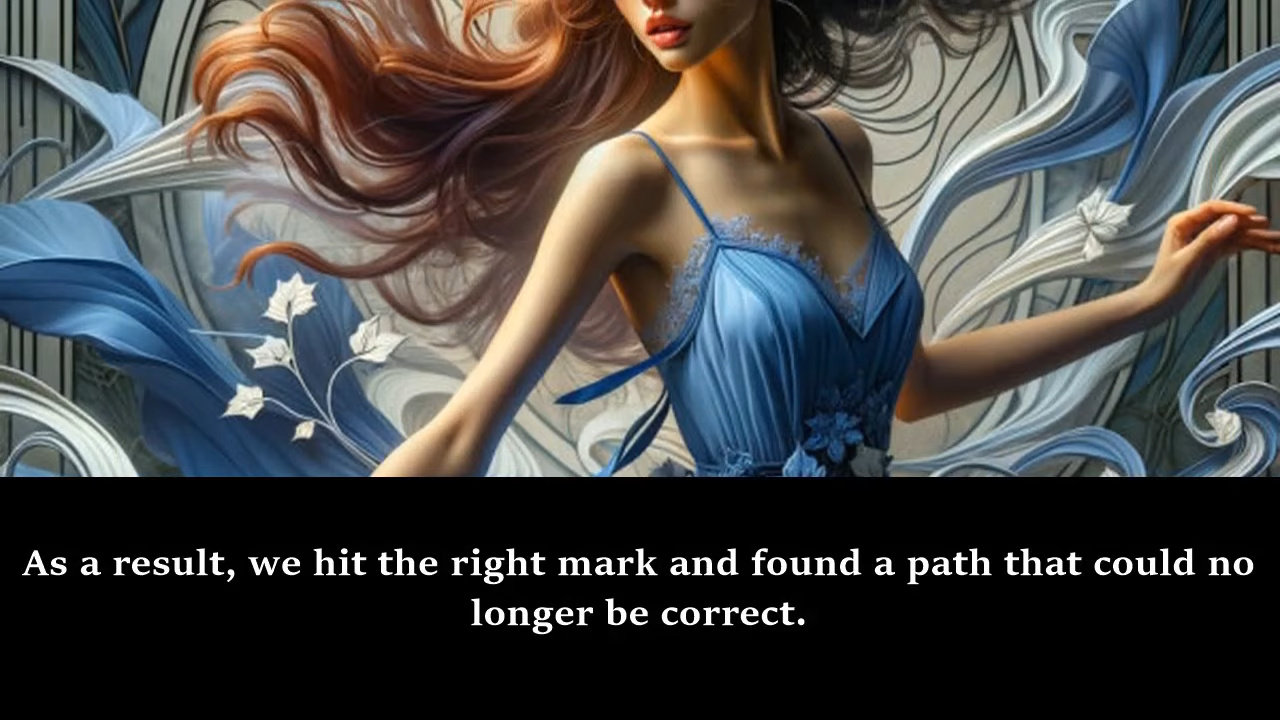 As a result, we hit the right mark and found a path that could no
longer be correct.